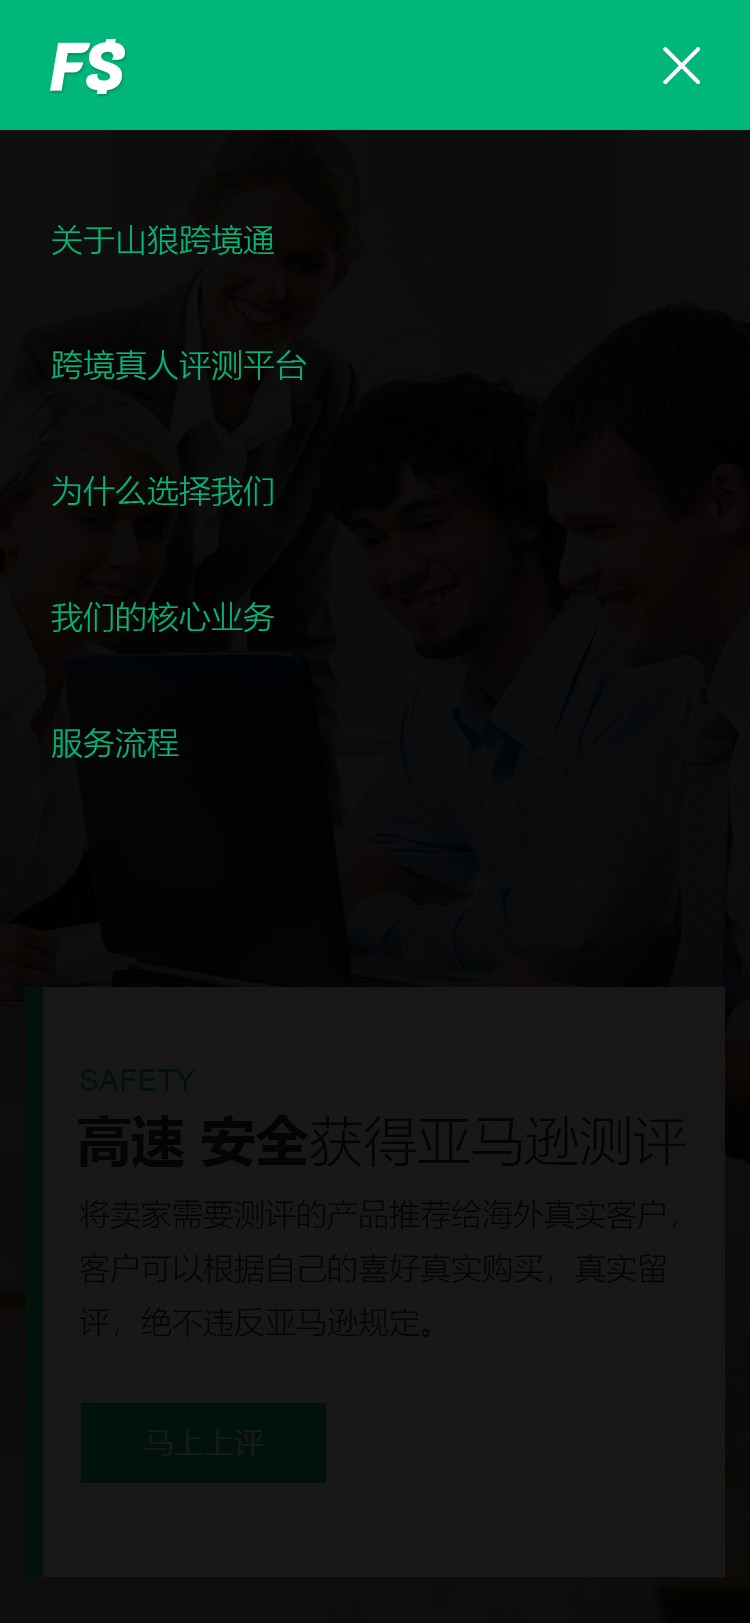 F$
关于山狼跨境通
跨境真人评测平台
为什么选择我们
我们的核心业务
服务流程
SAFETY
高速 安全获得亚马逊测评
将卖家需要测评的产品推荐给海外真实客户，
客户可以根据自己的喜好真实购买，真实留
评，绝不违反亚马逊规定。
马上上评